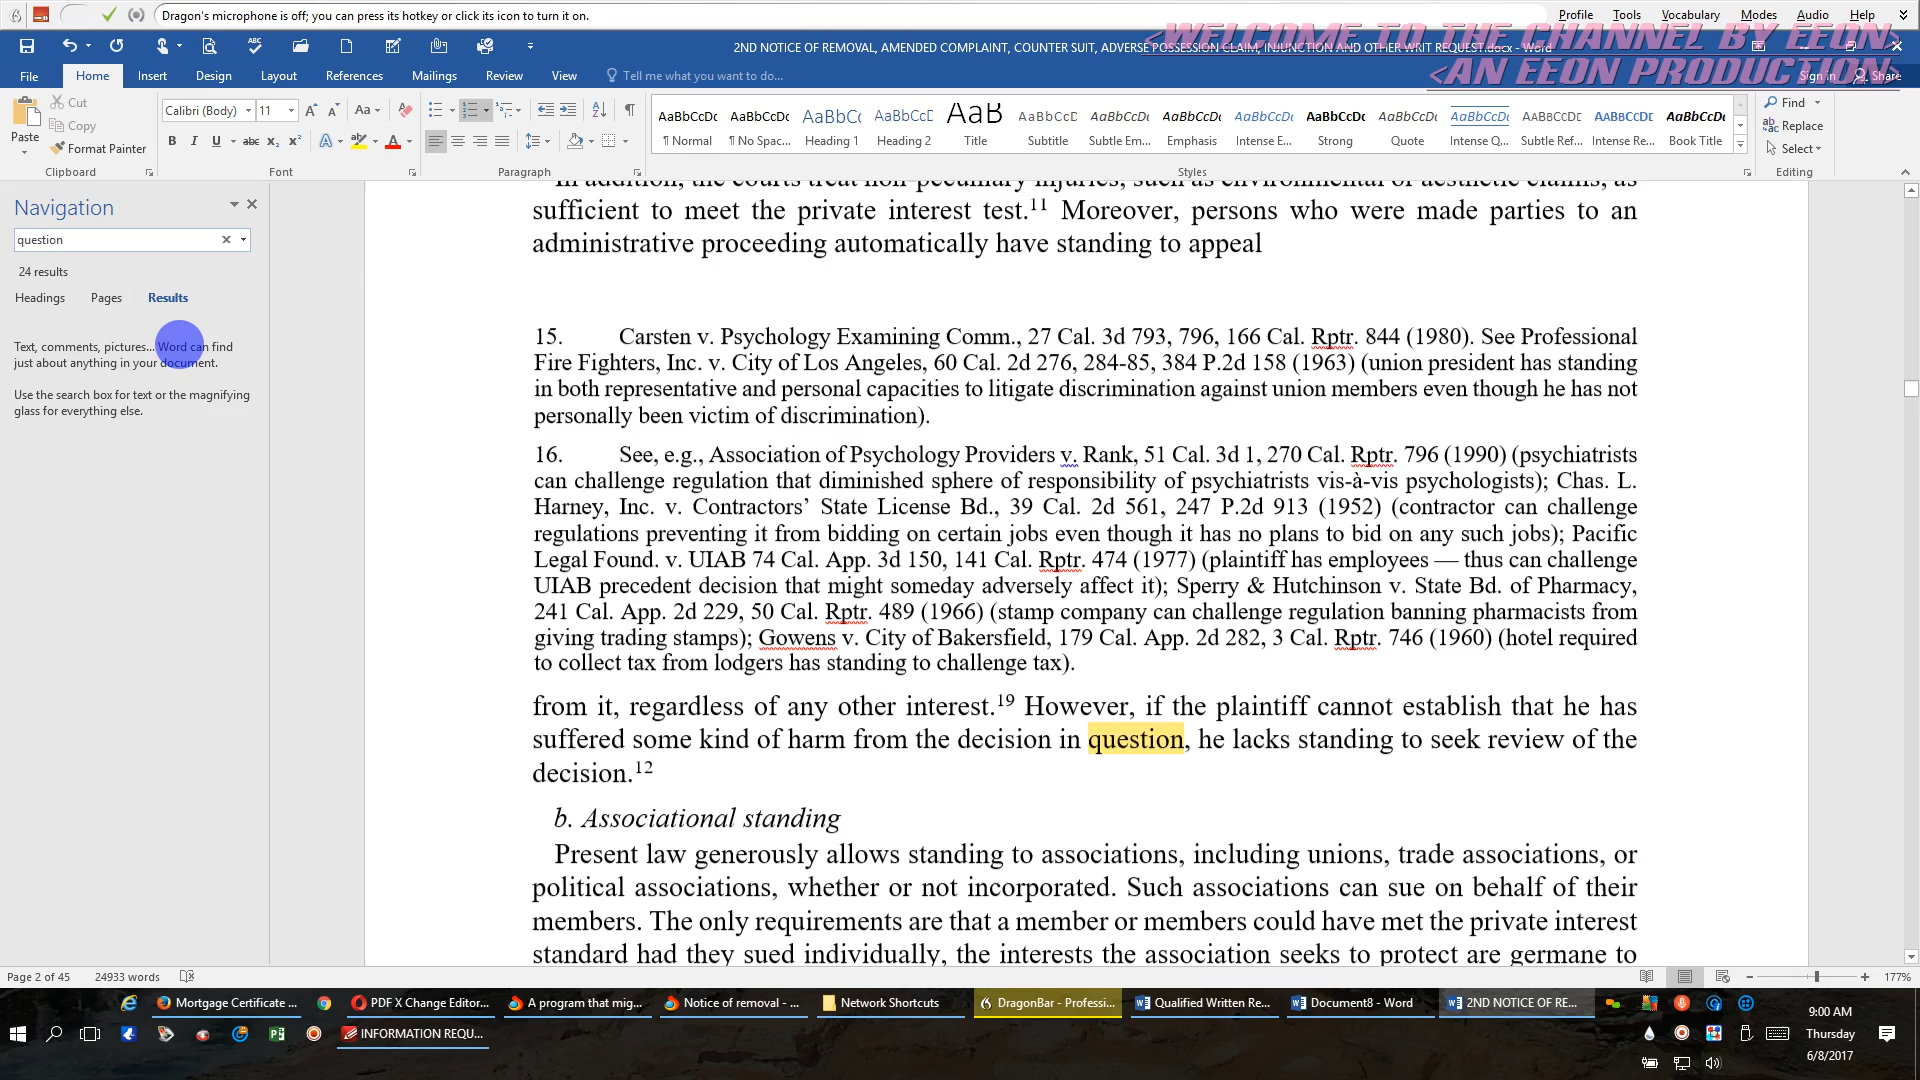 Dragon's microphone is off; you can press its hotkey or click its icon to turn it on.
Profile Tools Vocabulary Modes Audio Help
<WELCOME TO THE CHANNEL BY EEON>
<AN EEON PRODUCTION>
2ND NOTICE OF REMOVAL, AMENDED COMPLAINT, COUNTER SUIT, ADVERSE POSSESSION CLAIM, INJUNCTION AND OTHER WRIT REQUEST.docx - Word
File Home Insert Design Layout References Mailings Review View Tell me what you want to do... Sign in Share
Paste Cut Copy Format Painter
Calibri (Body) 11
AaBbCcDc AaBbCcDc AaBbCc AaBbCcD AaB AaBbCcD AaBbCcDc AaBbCcDc AaBbCcDc AaBbCcDc AaBbCcDc AaBbCcDc AABBCCDE AABBCCDE AaBbCcDc
¶ Normal ¶ No Spac... Heading 1 Heading 2 Title Subtitle Subtle Em... Emphasis Intense E... Strong Quote Intense Q... Subtle Ref... Intense Re... Book Title
Find
Replace
Select
Clipboard Font Paragraph Styles Editing
Navigation
question
24 results
Headings Pages Results
Text, comments, pictures... Word can find
just about anything in your document.
Use the search box for text or the magnifying
glass for everything else.
In addition, the courts treat non-pecuniary injuries, such as environmental or aesthetic claims, as
sufficient to meet the private interest test.11 Moreover, persons who were made parties to an
administrative proceeding automatically have standing to appeal
15. Carsten v. Psychology Examining Comm., 27 Cal. 3d 793, 796, 166 Cal. Rptr. 844 (1980). See Professional
Fire Fighters, Inc. v. City of Los Angeles, 60 Cal. 2d 276, 284-85, 384 P.2d 158 (1963) (union president has standing
in both representative and personal capacities to litigate discrimination against union members even though he has not
personally been victim of discrimination).
16. See, e.g., Association of Psychology Providers v. Rank, 51 Cal. 3d 1, 270 Cal. Rptr. 796 (1990) (psychiatrists
can challenge regulation that diminished sphere of responsibility of psychiatrists vis-à-vis psychologists); Chas. L.
Harney, Inc. v. Contractors' State License Bd., 39 Cal. 2d 561, 247 P.2d 913 (1952) (contractor can challenge
regulations preventing it from bidding on certain jobs even though it has no plans to bid on any such jobs); Pacific
Legal Found. v. UIAB 74 Cal. App. 3d 150, 141 Cal. Rptr. 474 (1977) (plaintiff has employees — thus can challenge
UIAB precedent decision that might someday adversely affect it); Sperry & Hutchinson v. State Bd. of Pharmacy,
241 Cal. App. 2d 229, 50 Cal. Rptr. 489 (1966) (stamp company can challenge regulation banning pharmacists from
giving trading stamps); Gowens v. City of Bakersfield, 179 Cal. App. 2d 282, 3 Cal. Rptr. 746 (1960) (hotel required
to collect tax from lodgers has standing to challenge tax).
from it, regardless of any other interest.19 However, if the plaintiff cannot establish that he has
suffered some kind of harm from the decision in question, he lacks standing to seek review of the
decision.12
b. Associational standing
Present law generously allows standing to associations, including unions, trade associations, or
political associations, whether or not incorporated. Such associations can sue on behalf of their
members. The only requirements are that a member or members could have met the private interest
standard had they sued individually, the interests the association seeks to protect are germane to
Page 2 of 45 24933 words 177%
Mortgage Certificate ... PDF X Change Editor... A program that mig... Notice of removal - ... Network Shortcuts DragonBar - Professi... Qualified Written Re... Document8 - Word 2ND NOTICE OF RE...
INFORMATION REQU...
9:00 AM
Thursday
6/8/2017